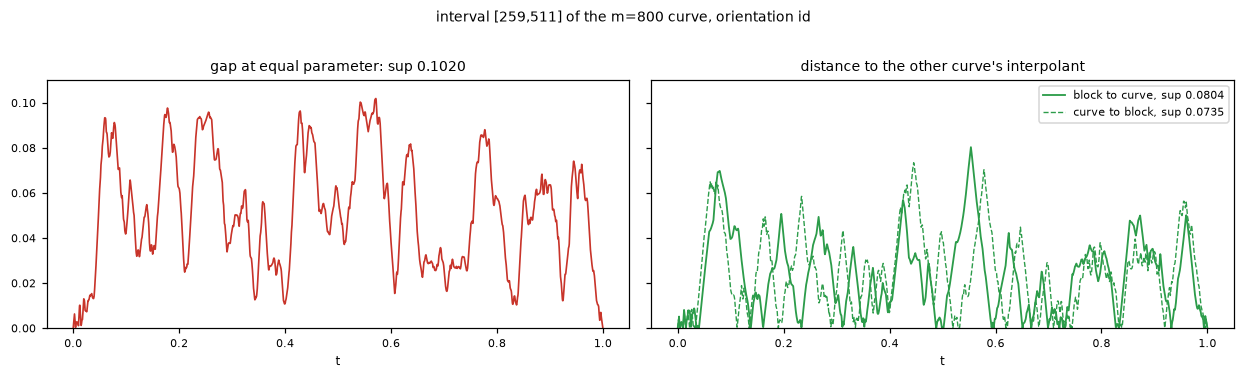 interval [259,511] of the m=800 curve, orientation id
gap at equal parameter: sup 0.1020
0.10
0.08
0.06
0.04
0.02
0.00
0.0 0.2 0.4 0.6 0.8 1.0
t
distance to the other curve's interpolant
block to curve, sup 0.0804
curve to block, sup 0.0735
0.0 0.2 0.4 0.6 0.8 1.0
t